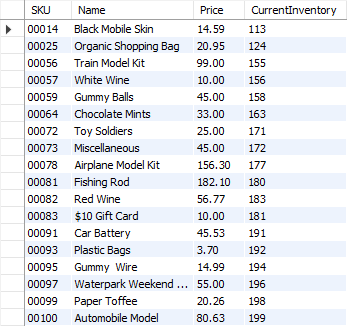 SKU Name Price CurrentInventory
00014 Black Mobile Skin 14.59 113
00025 Organic Shopping Bag 20.95 124
00056 Train Model Kit 99.00 155
00057 White Wine 10.00 156
00059 Gummy Balls 45.00 158
00064 Chocolate Mints 33.00 163
00072 Toy Soldiers 25.00 171
00073 Miscellaneous 45.00 172
00078 Airplane Model Kit 156.30 177
00081 Fishing Rod 182.10 180
00082 Red Wine 56.77 183
00083 $10 Gift Card 10.00 181
00091 Car Battery 45.53 191
00093 Plastic Bags 3.70 192
00095 Gummy  Wire 14.99 194
00097 Waterpark Weekend ... 55.00 196
00099 Paper Toffee 20.26 198
00100 Automobile Model 80.63 199